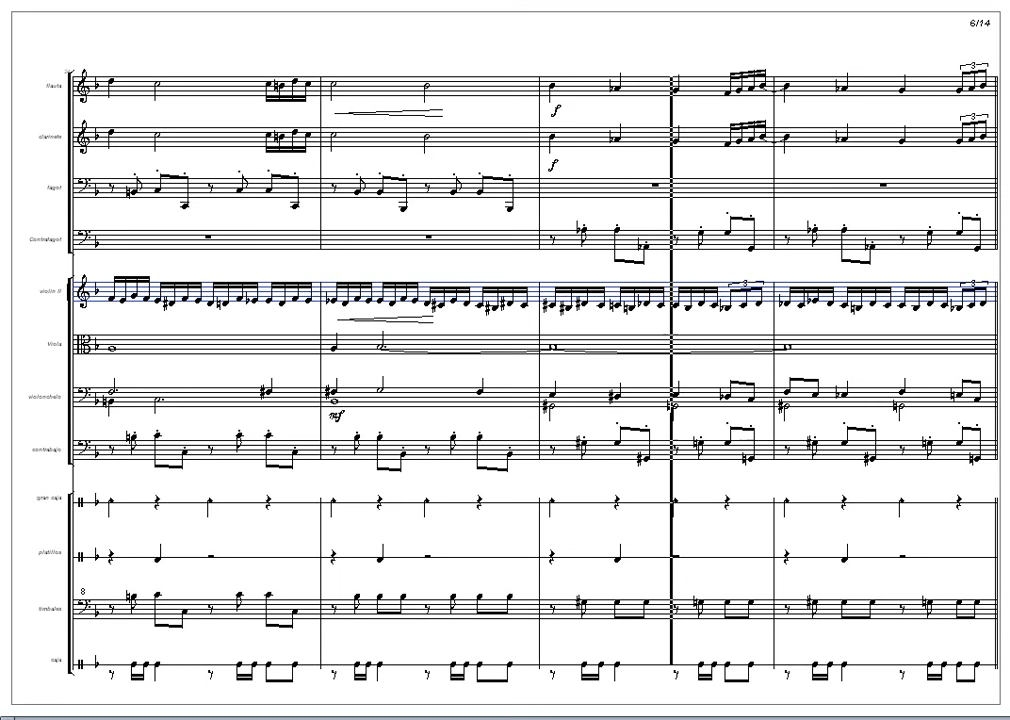 6/14
flauta
3
clarinete
f
3
fagot
f
Contrafagot
violin II
3
3
Viola
violonchelo
mf
contrabajo
gran caja
platillos
8
timbales
caja